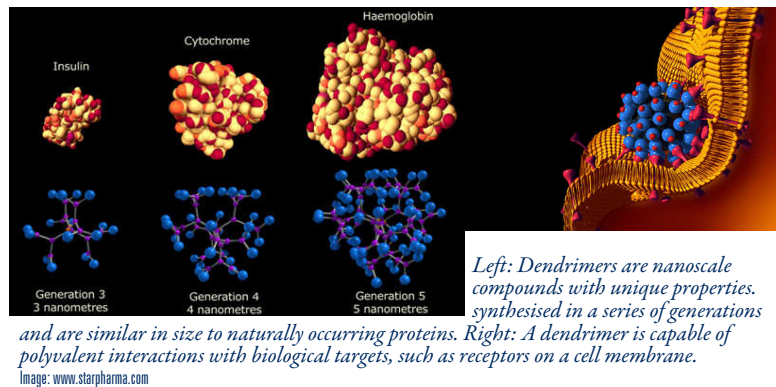 Insulin
Cytochrome
Haemoglobin
Generation 3
3 nanometres
Generation 4
4 nanometres
Generation 5
5 nanometres
Left: Dendrimers are nanoscale
compounds with unique properties.
synthesised in a series of generations
and are similar in size to naturally occurring proteins. Right: A dendrimer is capable of
polyvalent interactions with biological targets, such as receptors on a cell membrane.
Image: www.starpharma.com